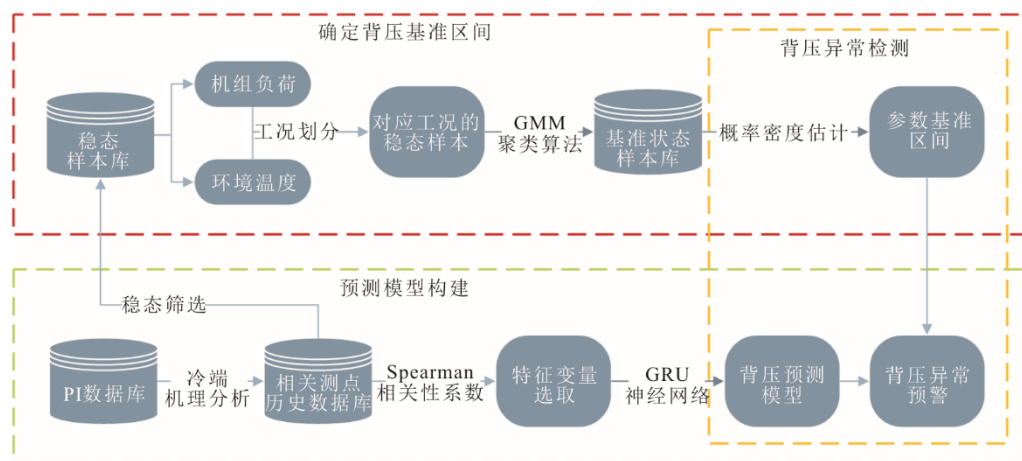 确定背压基准区间
背压异常检测
机组负荷
稳态
样本库
工况划分
环境温度
对应工况的
稳态样本
GMM
聚类算法
基准状态
样本库
概率密度估计
参数基准
区间
预测模型构建
稳态筛选
PI数据库
冷端
机理分析
相关测点
历史数据库
Spearman
相关性系数
特征变量
选取
GRU
神经网络
背压预测
模型
背压异常
预警